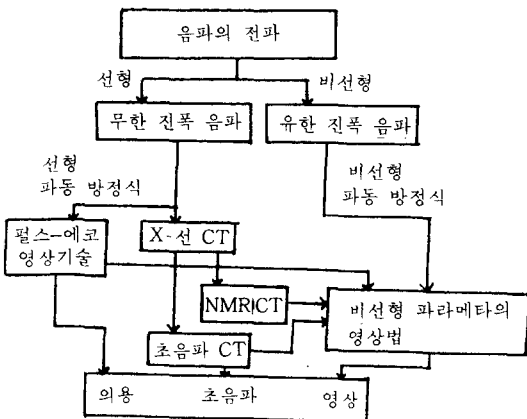 음파의 전파
선형
비선형
무한 진폭 음파
유한 진폭 음파
선형
파동 방정식
비선형
파동 방정식
펄스-에코
영상기술
X-선 CT
NMR CT
비선형 파라메타의
영상법
초음파 CT
의용 초음파 영상